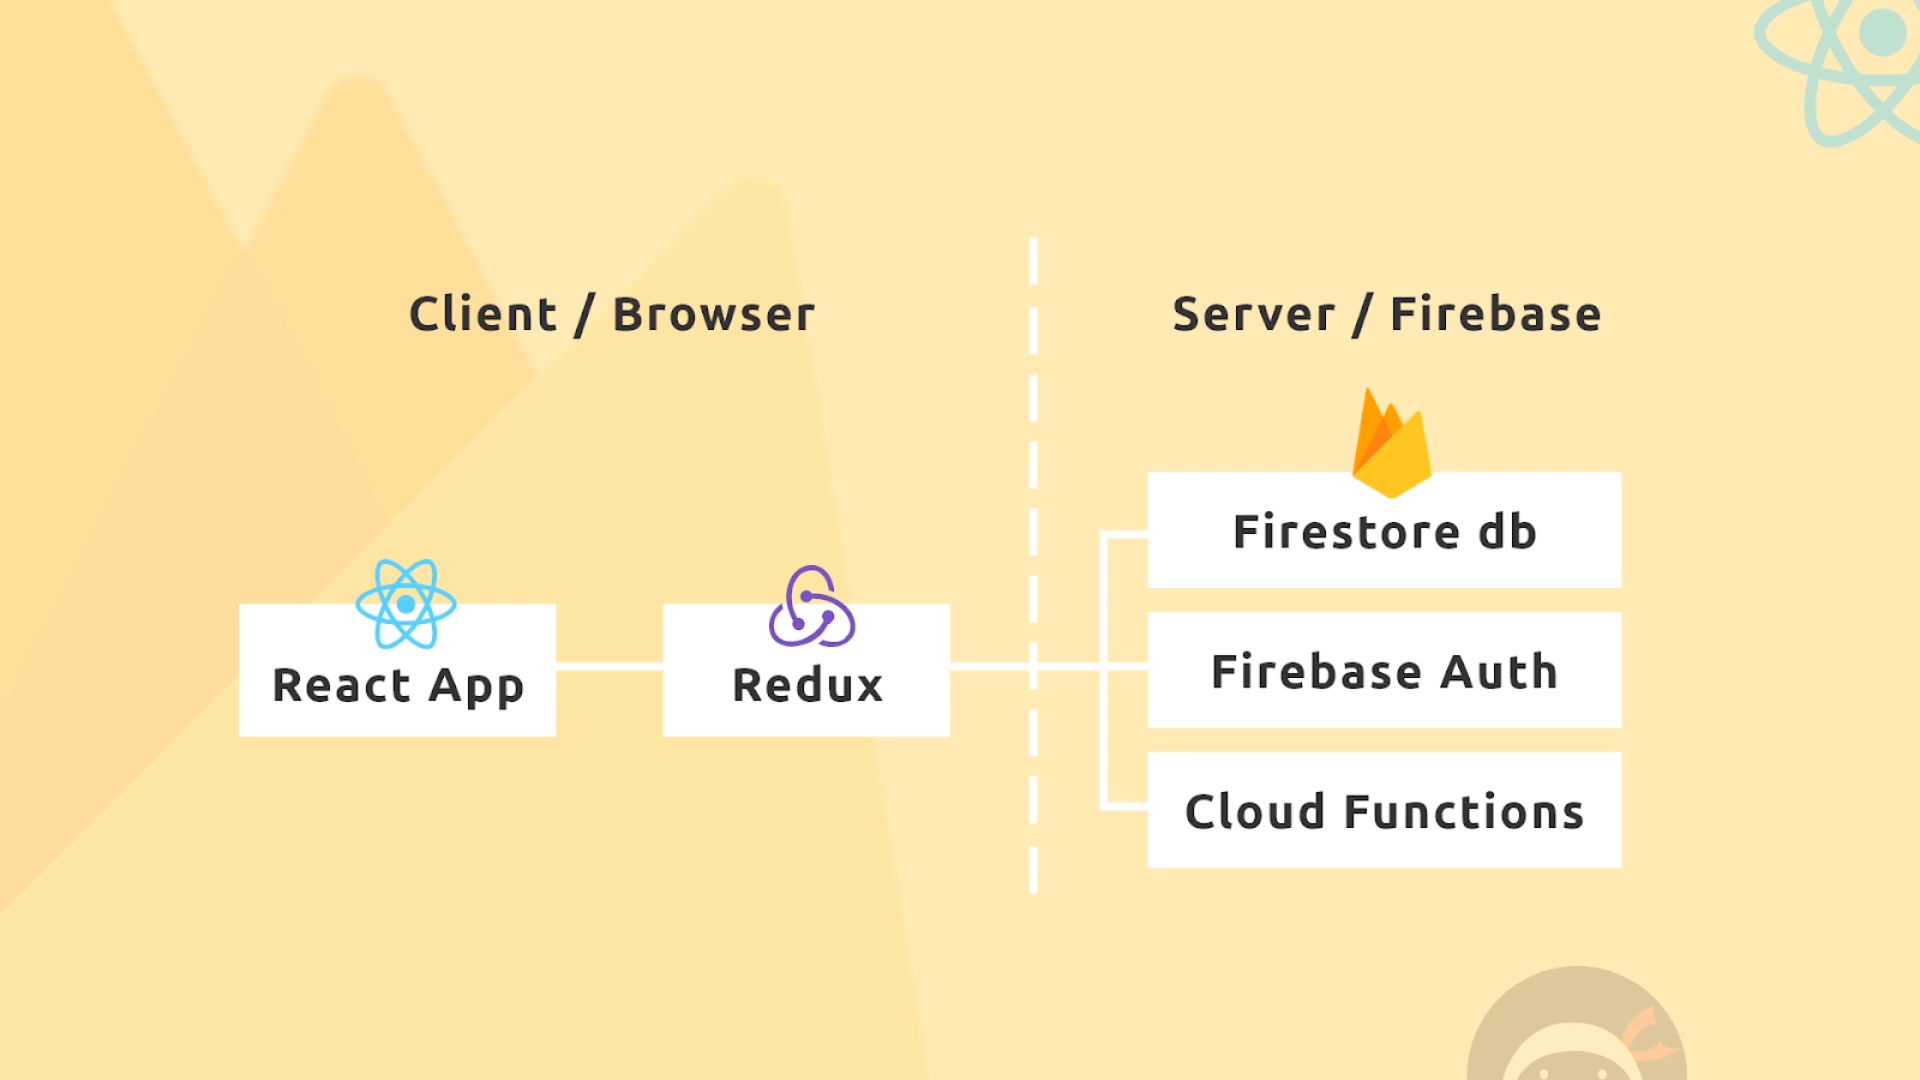 Client / Browser
Server / Firebase
React App
Redux
Firestore db
Firebase Auth
Cloud Functions